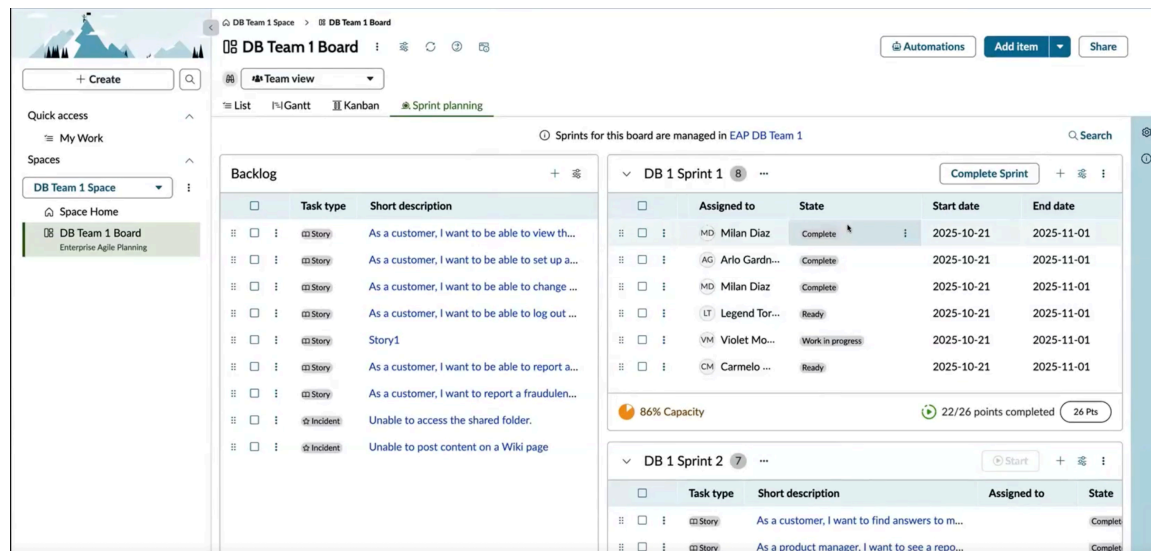 DB Team 1 Space > DB Team 1 Board
DB Team 1 Board
Automations Add item Share
Team view
List Gantt Kanban Sprint planning
+ Create
Quick access
My Work
Spaces
DB Team 1 Space
Space Home
DB Team 1 Board
Enterprise Agile Planning
Sprints for this board are managed in EAP DB Team 1
Search
Backlog
Task type Short description
Story As a customer, I want to be able to view th...
Story As a customer, I want to be able to set up a...
Story As a customer, I want to be able to change ...
Story As a customer, I want to be able to log out ...
Story Story1
Story As a customer, I want to be able to report a...
Story As a customer, I want to report a fraudulen...
Incident Unable to access the shared folder.
Incident Unable to post content on a Wiki page
DB 1 Sprint 1 8 ... Complete Sprint
Assigned to State Start date End date
MD Milan Diaz Complete 2025-10-21 2025-11-01
AG Arlo Gardn... Complete 2025-10-21 2025-11-01
MD Milan Diaz Complete 2025-10-21 2025-11-01
LT Legend Tor... Ready 2025-10-21 2025-11-01
VM Violet Mo... Work in progress 2025-10-21 2025-11-01
CM Carmelo ... Ready 2025-10-21 2025-11-01
86% Capacity 22/26 points completed 26 Pts
DB 1 Sprint 2 7 ... Start
Task type Short description Assigned to State
Story As a customer, I want to find answers to m... Complet
Story As a product manager, I want to see a repo... Complet